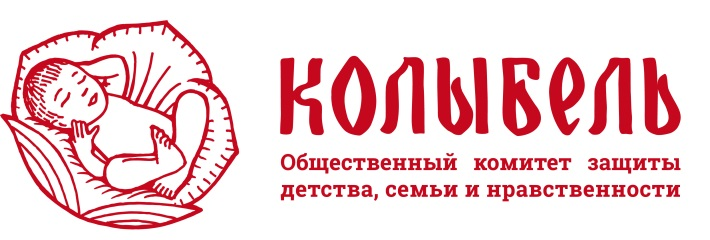 КОЛЫБЕЛЬ
Общественный комитет защиты
детства, семьи и нравственности